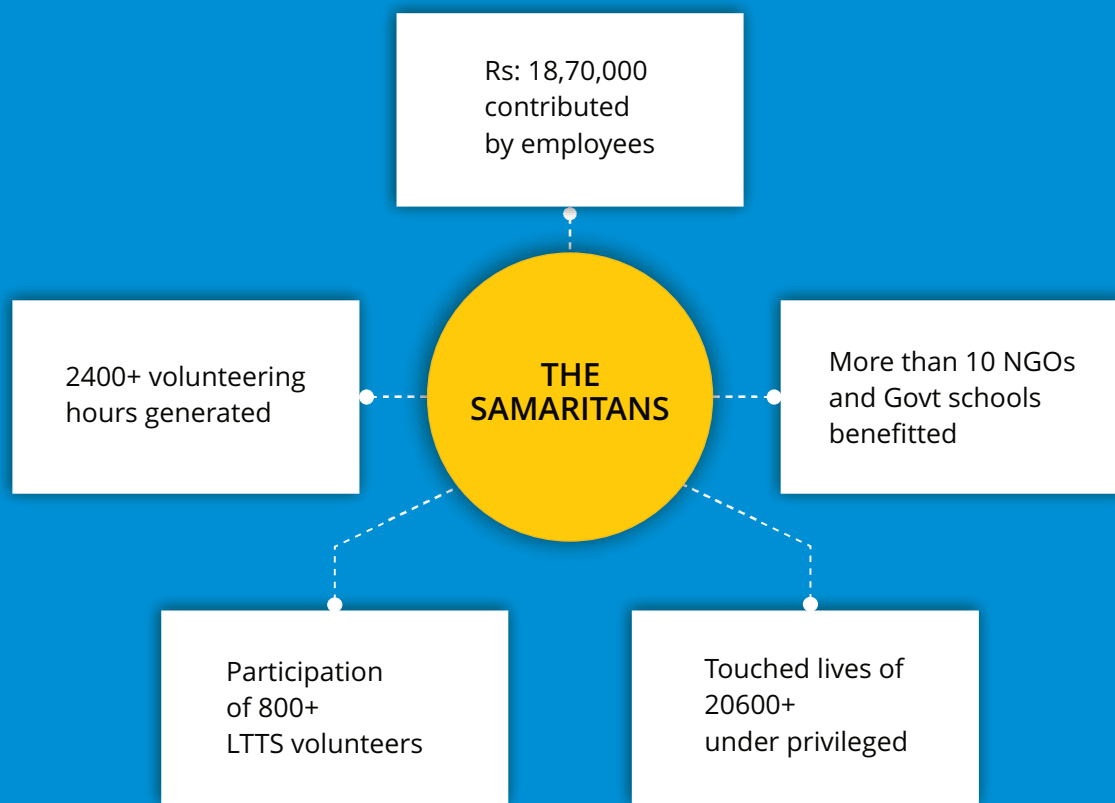 Rs: 18,70,000
contributed
by employees
2400+ volunteering
hours generated
THE
SAMARITANS
More than 10 NGOs
and Govt schools
benefitted
Participation
of 800+
LTTS volunteers
Touched lives of
20600+
under privileged